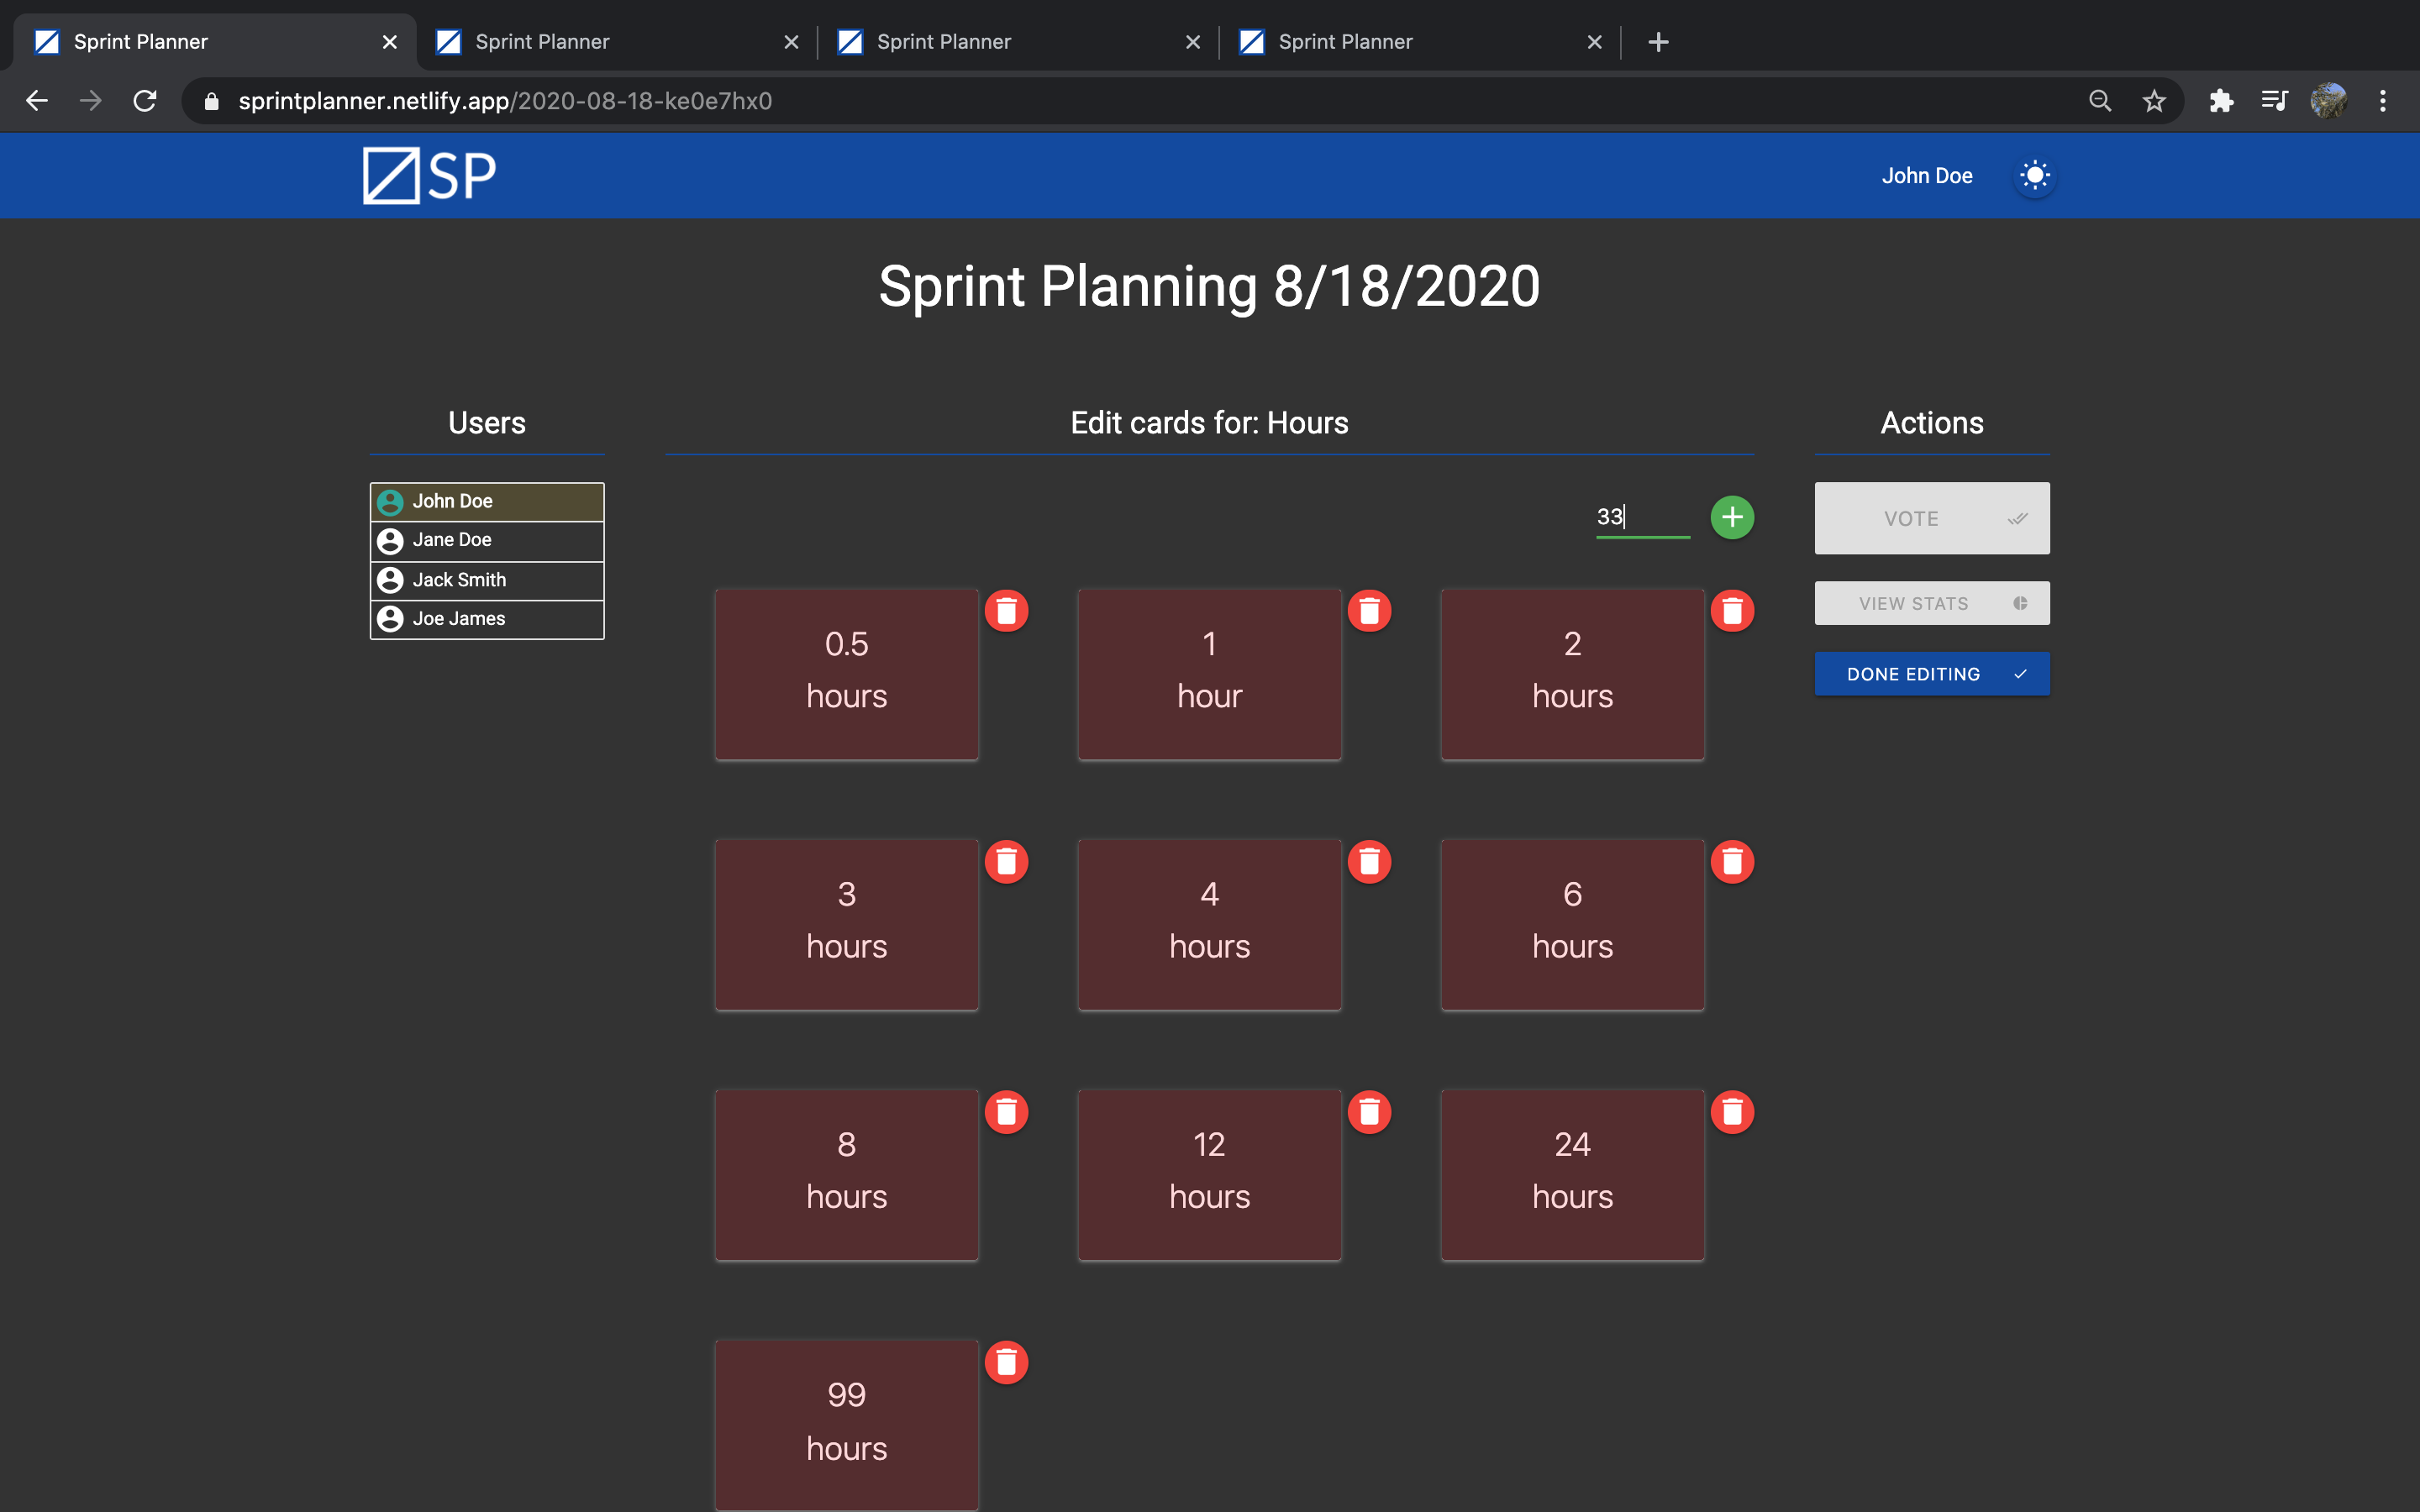 Sprint Planner
Sprint Planner
Sprint Planner
Sprint Planner
sprintplanner.netlify.app/2020-08-18-ke0e7hx0
SP
John Doe
Sprint Planning 8/18/2020
Users
John Doe
Jane Doe
Jack Smith
Joe James
Edit cards for: Hours
33
0.5
hours
1
hour
2
hours
3
hours
4
hours
6
hours
8
hours
12
hours
24
hours
99
hours
Actions
VOTE
VIEW STATS
DONE EDITING